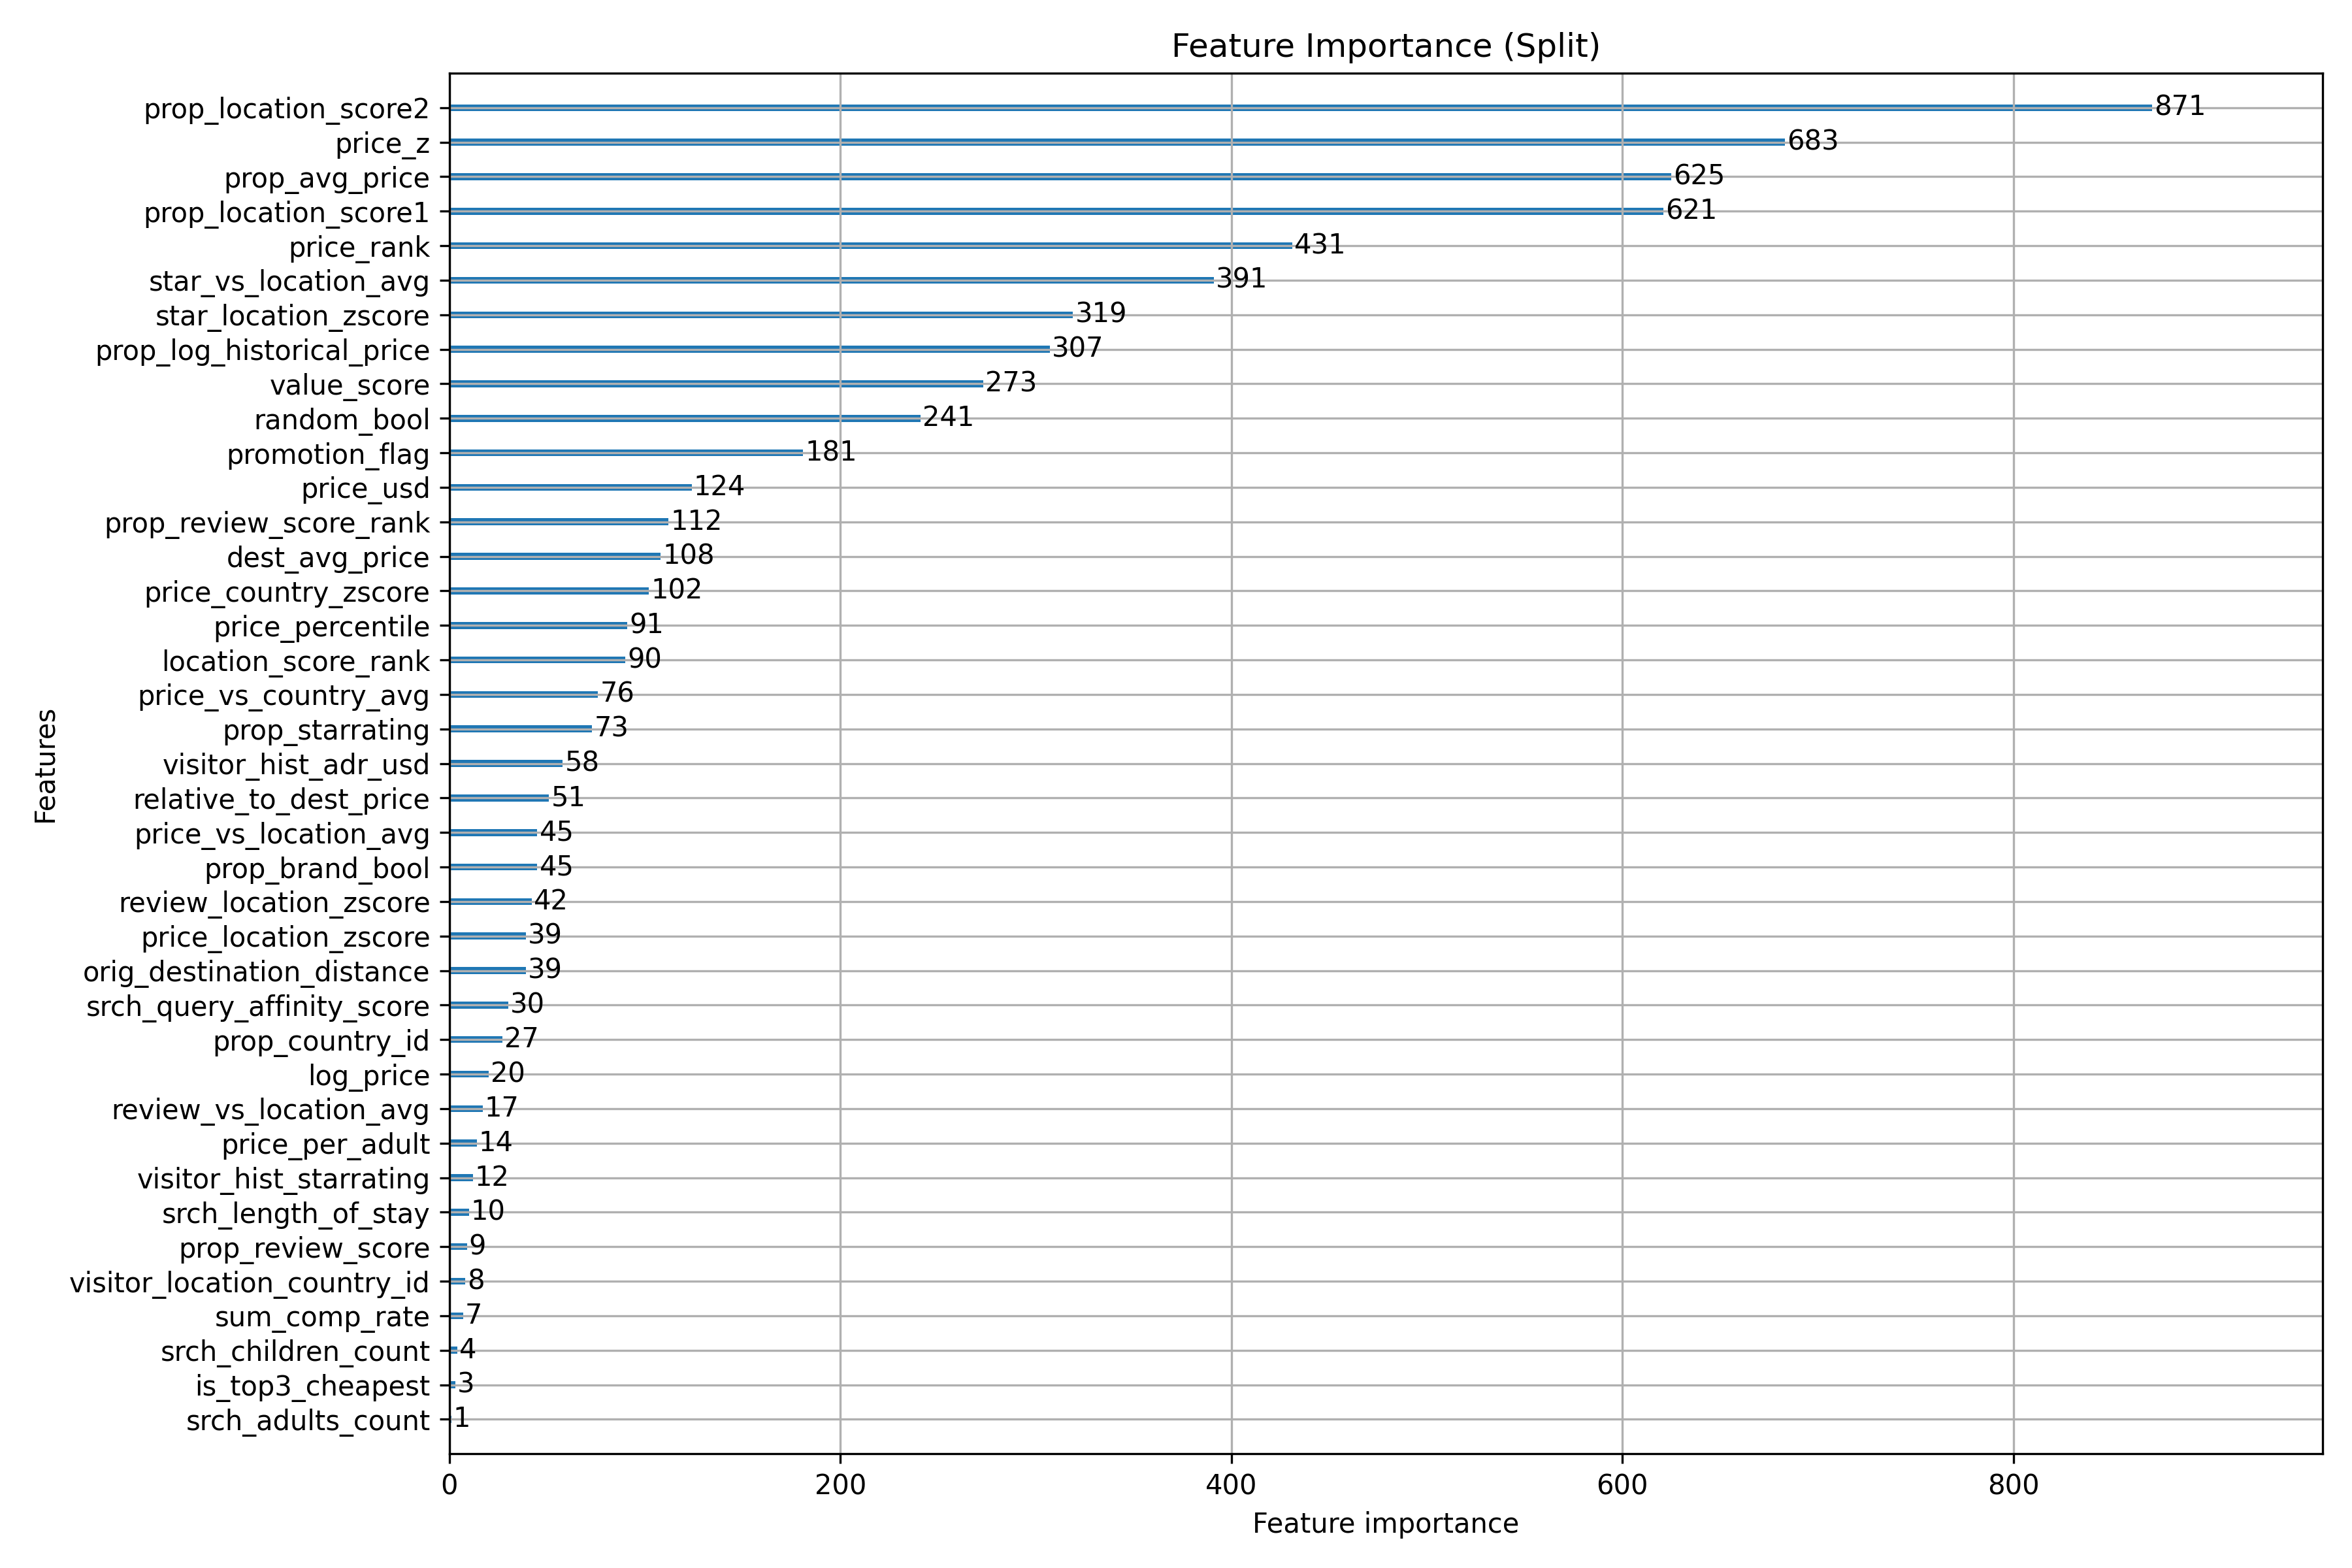 Feature Importance (Split)
prop_location_score2 871
price_z 683
prop_avg_price 625
prop_location_score1 621
price_rank 431
star_vs_location_avg 391
star_location_zscore 319
prop_log_historical_price 307
value_score 273
random_bool 241
promotion_flag 181
price_usd 124
prop_review_score_rank 112
dest_avg_price 108
price_country_zscore 102
price_percentile 91
location_score_rank 90
price_vs_country_avg 76
prop_starrating 73
visitor_hist_adr_usd 58
relative_to_dest_price 51
price_vs_location_avg 45
prop_brand_bool 45
review_location_zscore 42
price_location_zscore 39
orig_destination_distance 39
srch_query_affinity_score 30
prop_country_id 27
log_price 20
review_vs_location_avg 17
price_per_adult 14
visitor_hist_starrating 12
srch_length_of_stay 10
prop_review_score 9
visitor_location_country_id 8
sum_comp_rate 7
srch_children_count 4
is_top3_cheapest 3
srch_adults_count 1
Features
0 200 400 600 800
Feature importance